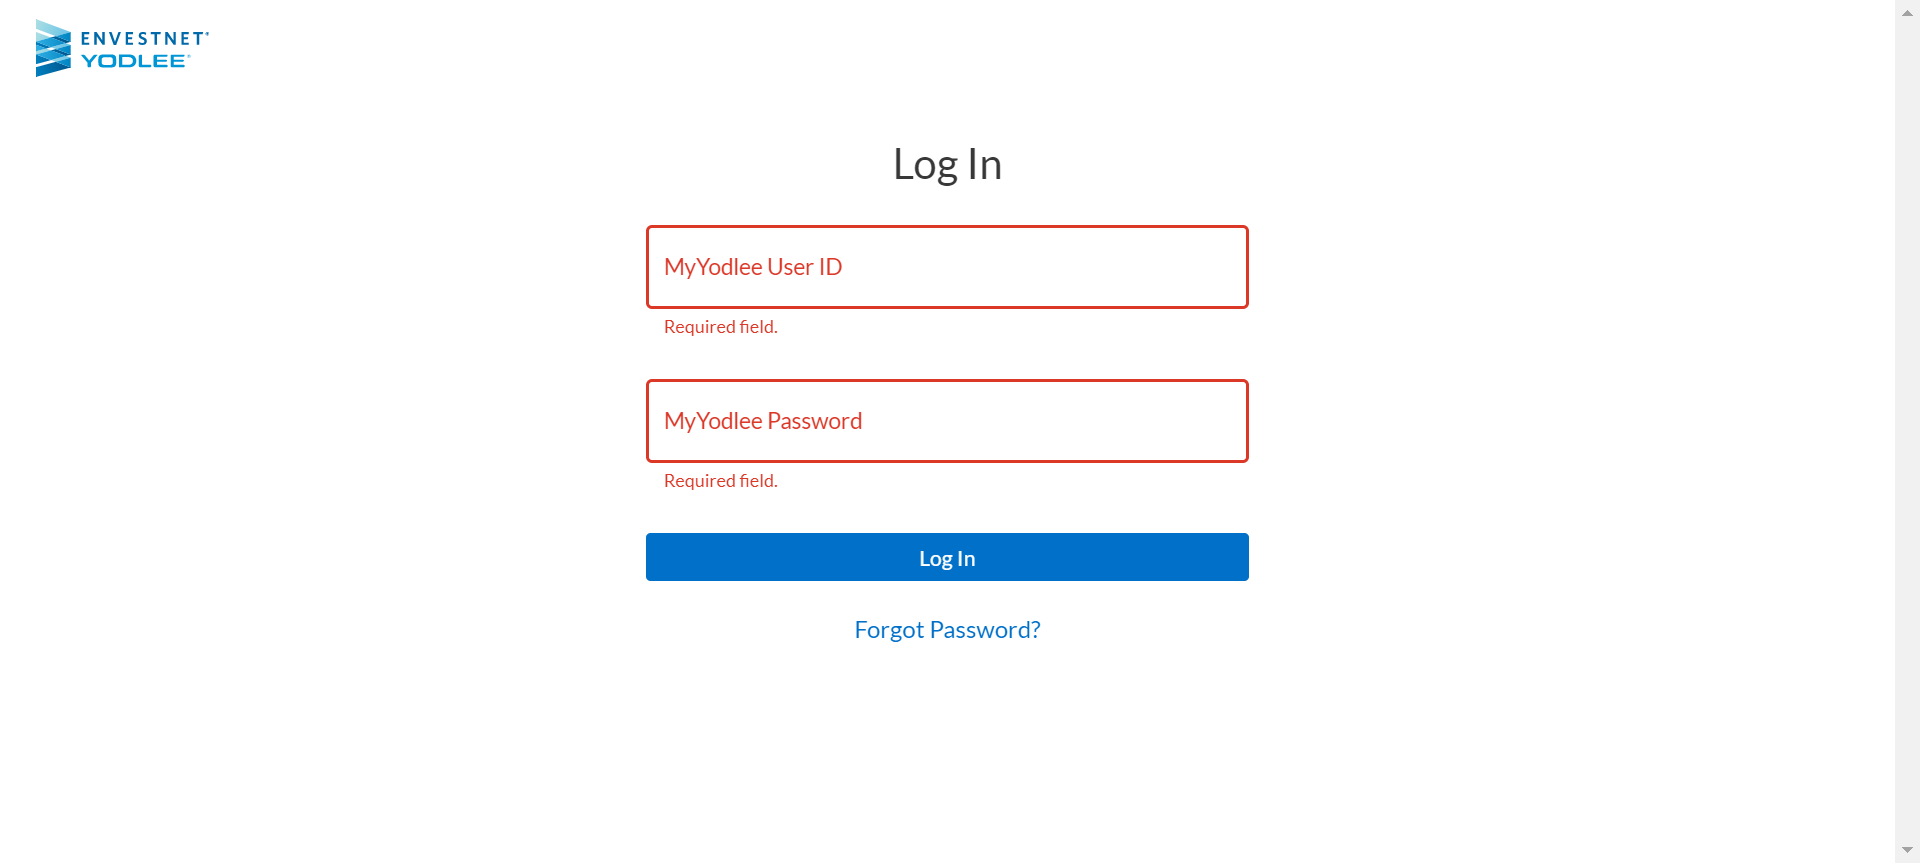 ENVESTNET®
YODLEE®
Log In
MyYodlee User ID
Required field.
MyYodlee Password
Required field.
Log In
Forgot Password?